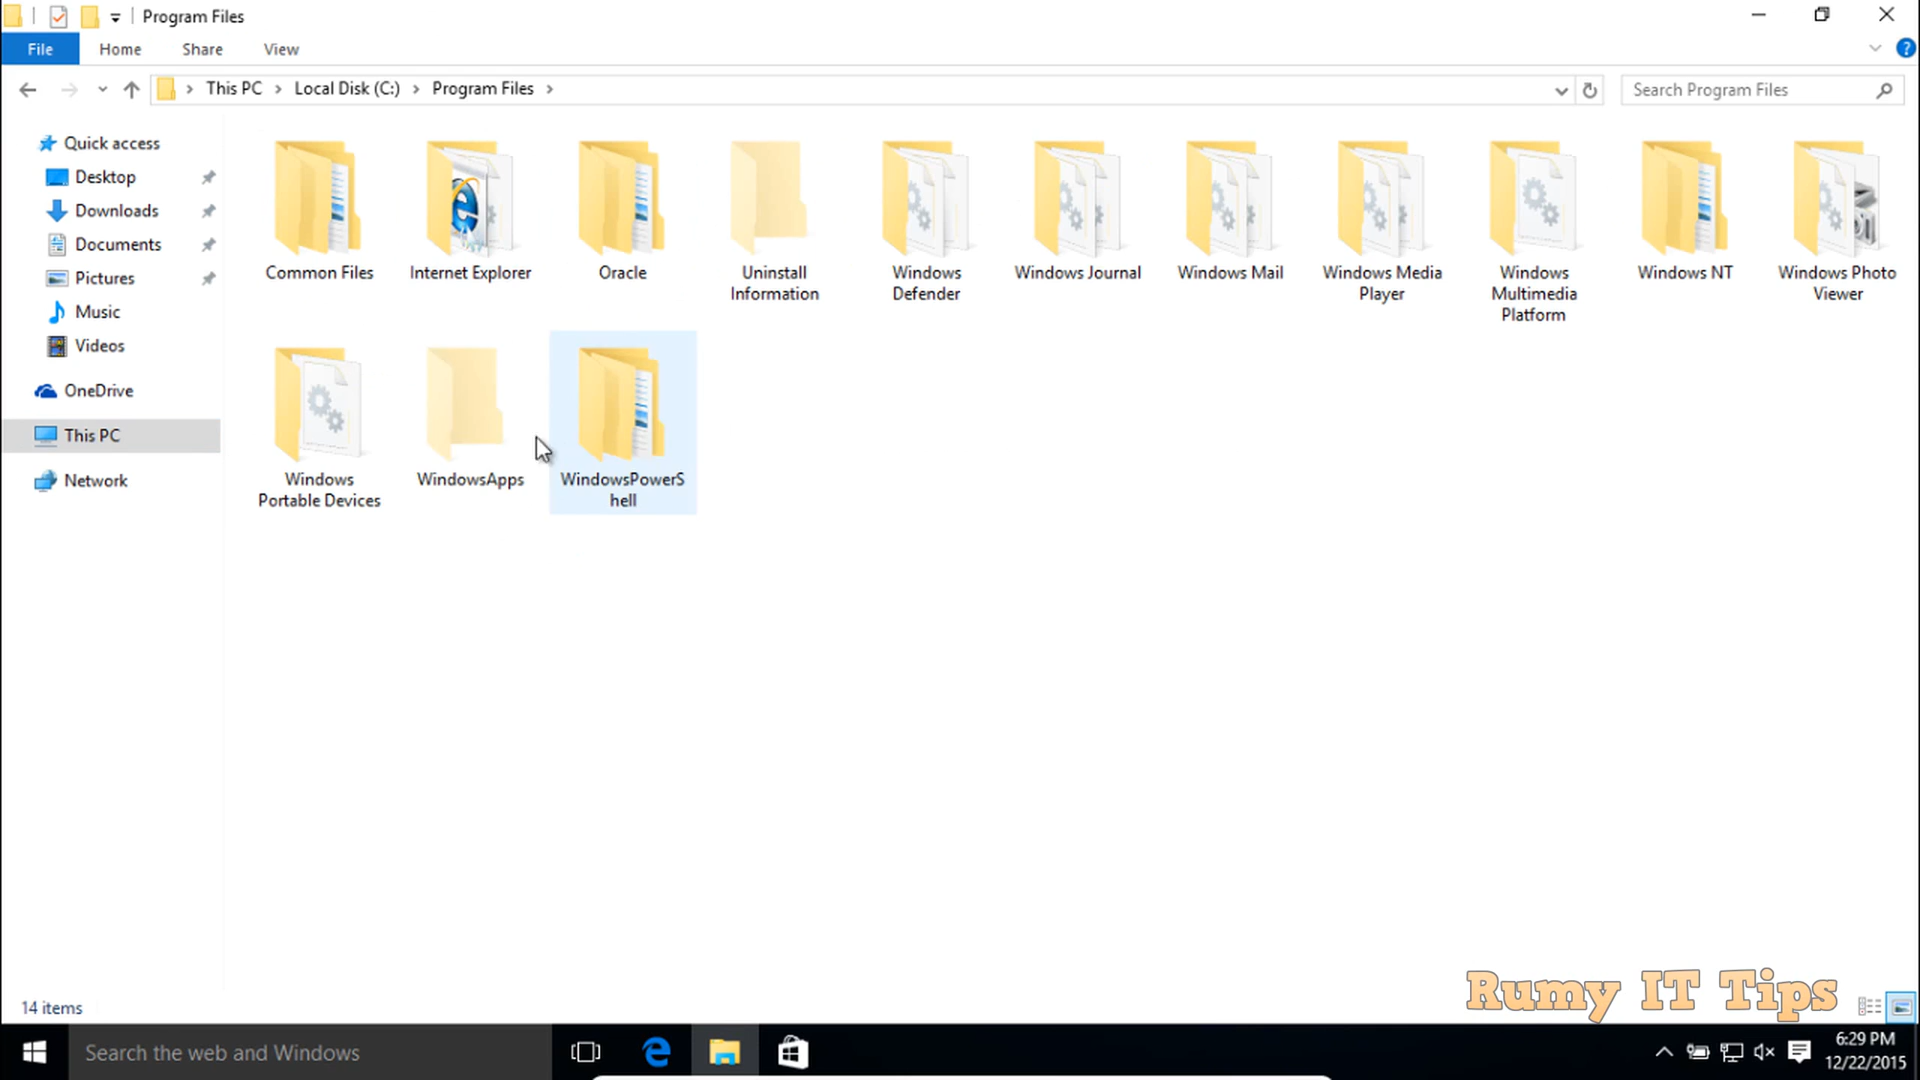 Program Files
File Home Share View
This PC Local Disk (C:) Program Files
Search Program Files
Quick access
Desktop
Downloads
Documents
Pictures
Music
Videos
OneDrive
This PC
Network
Common Files
Internet Explorer
Oracle
Uninstall
Information
Windows
Defender
Windows Journal
Windows Mail
Windows Media
Player
Windows
Multimedia
Platform
Windows NT
Windows Photo
Viewer
Windows
Portable Devices
WindowsApps
WindowsPowerS
hell
14 items
Rumy IT Tips
Search the web and Windows
6:29 PM
12/22/2015